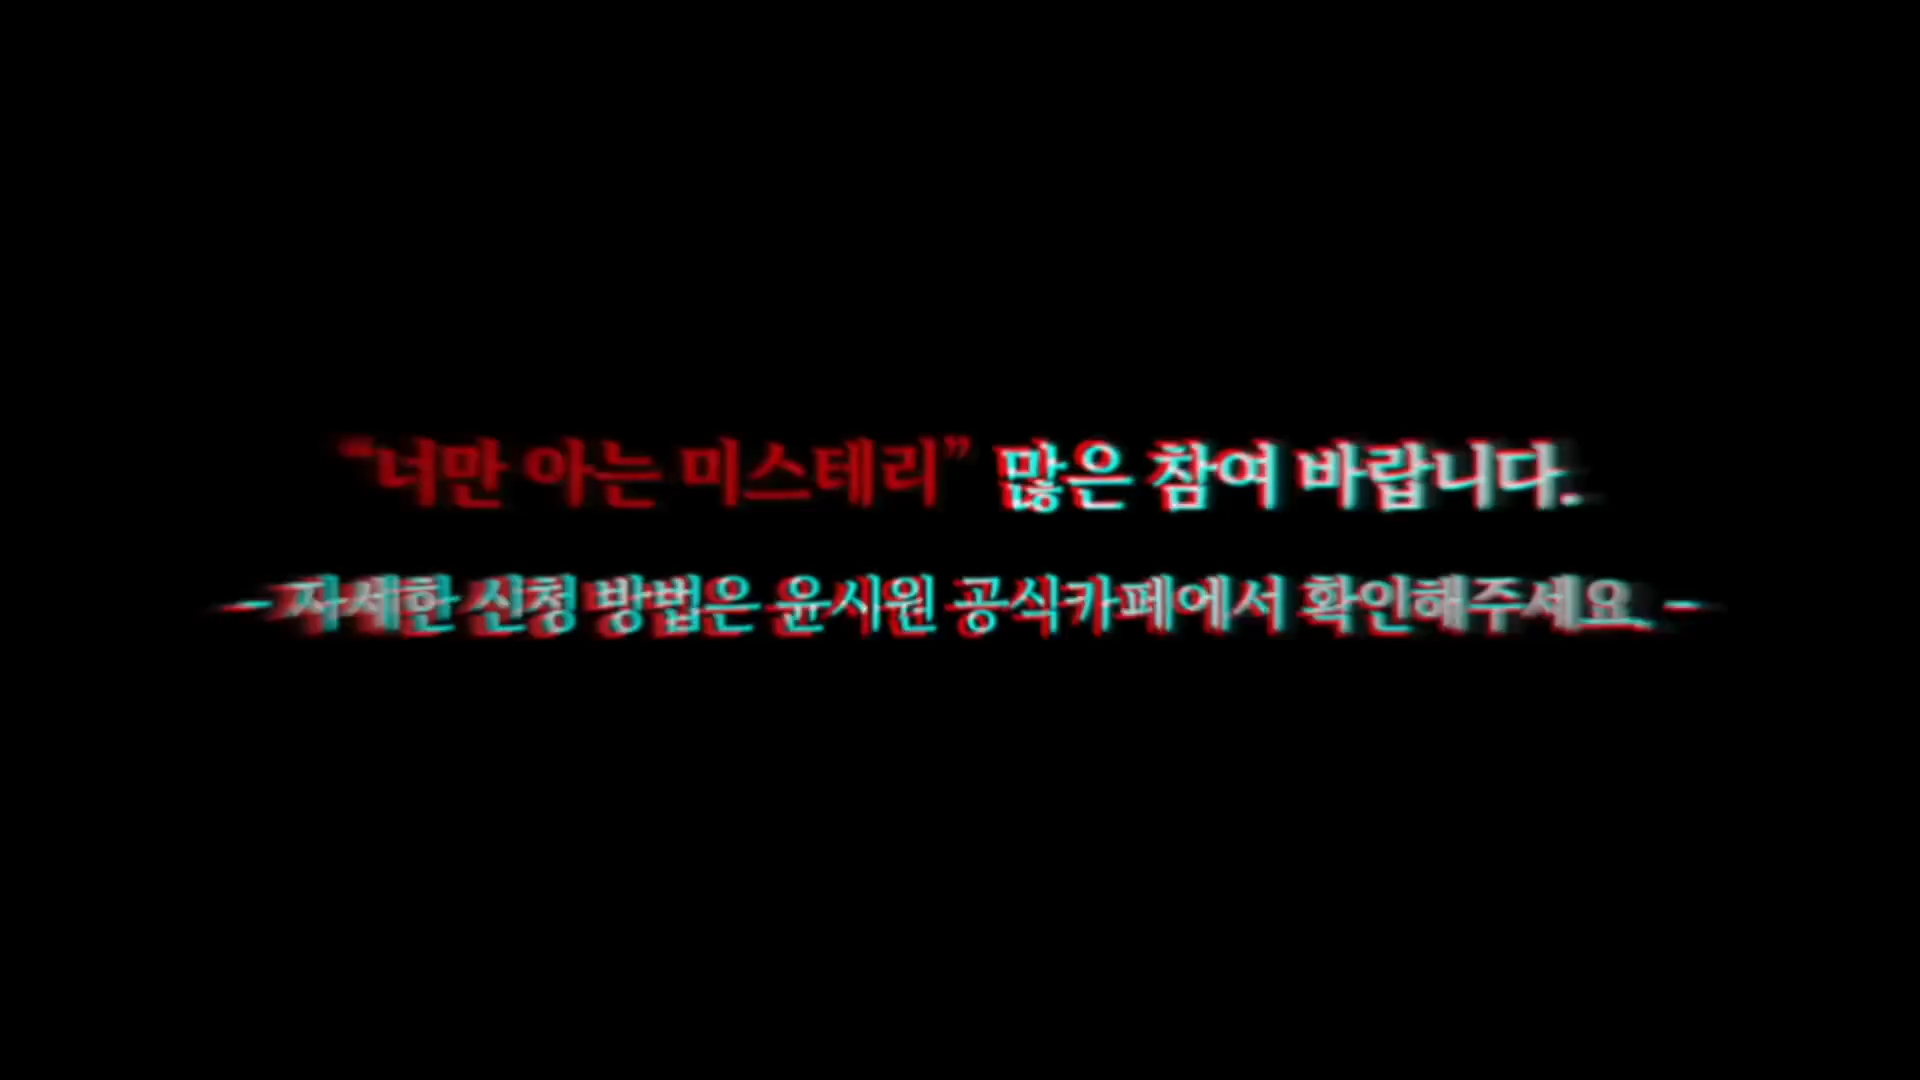 “너만 아는 미스테리” 많은 참여 바랍니다.
- 자세한 신청 방법은 윤시원 공식카페에서 확인해주세요. -